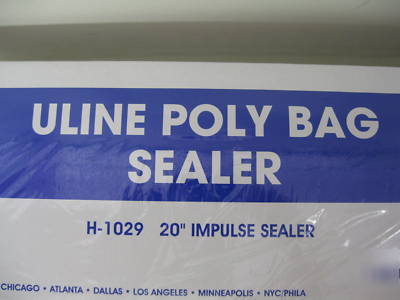 ULINE POLY BAG
SEALER
H-1029 20" IMPULSE SEALER
CHICAGO • ATLANTA • DALLAS • LOS ANGELES • MINNEAPOLIS • NYC/PHILA